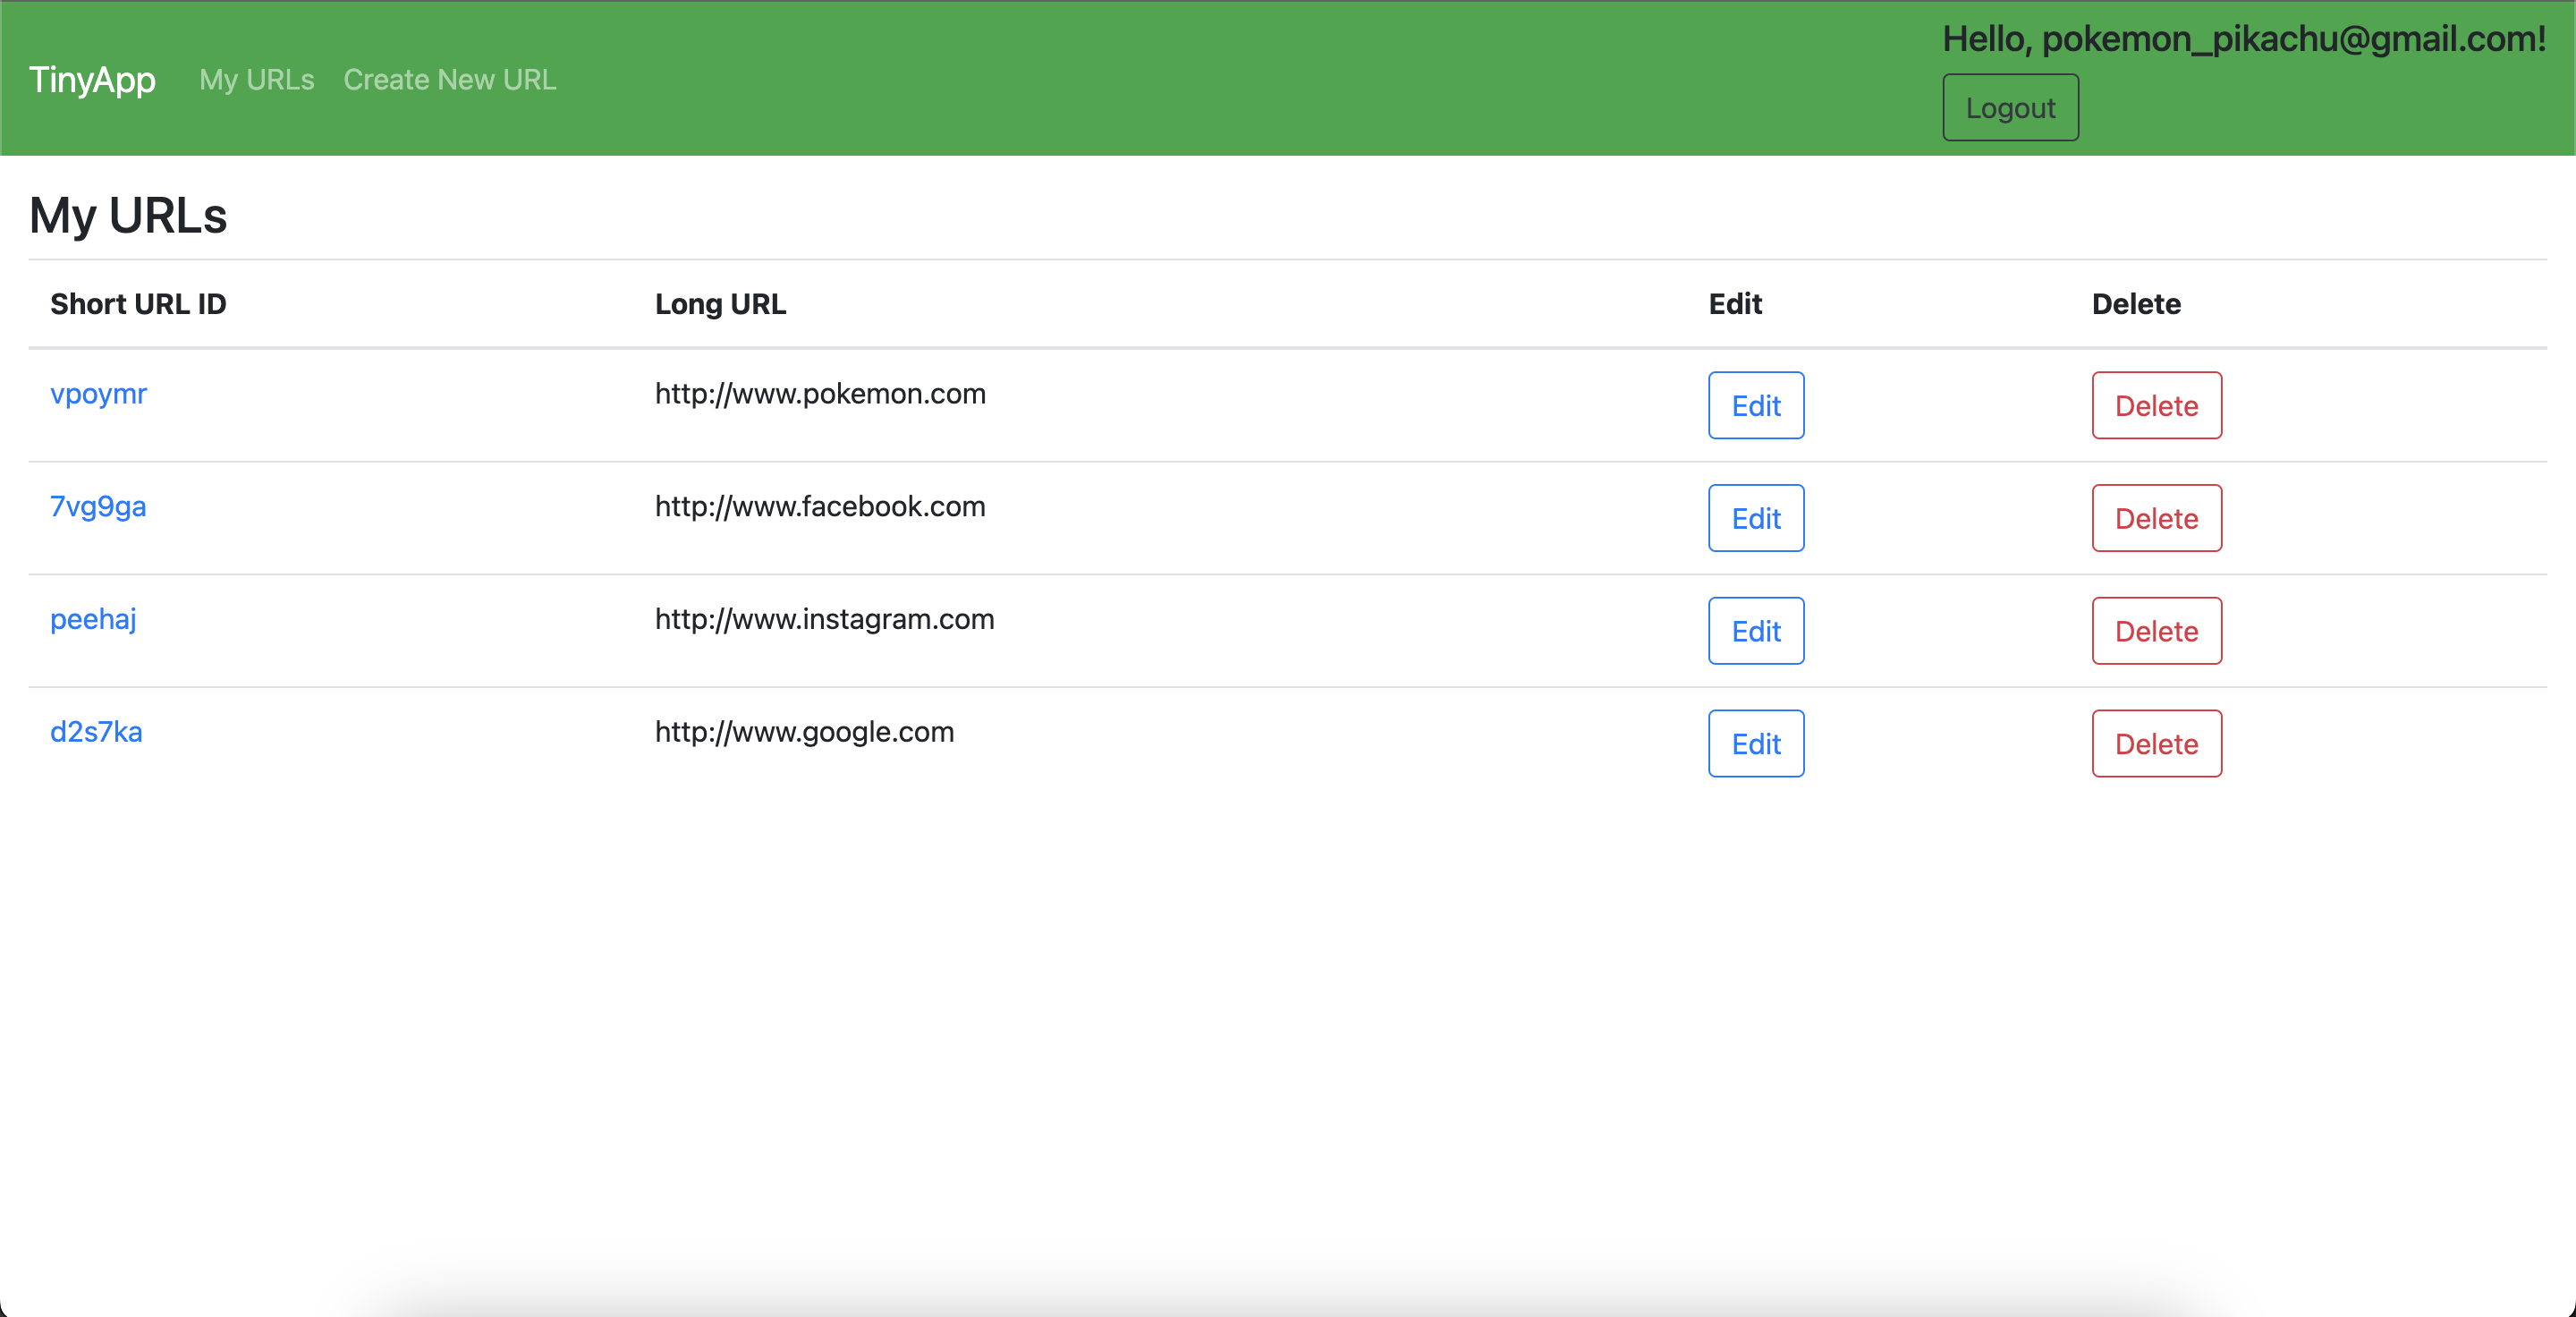 Hello, pokemon_pikachu@gmail.com!
TinyApp My URLs Create New URL
Logout
My URLs
Short URL ID Long URL Edit Delete
vpoymr http://www.pokemon.com Edit Delete
7vg9ga http://www.facebook.com Edit Delete
peehaj http://www.instagram.com Edit Delete
d2s7ka http://www.google.com Edit Delete